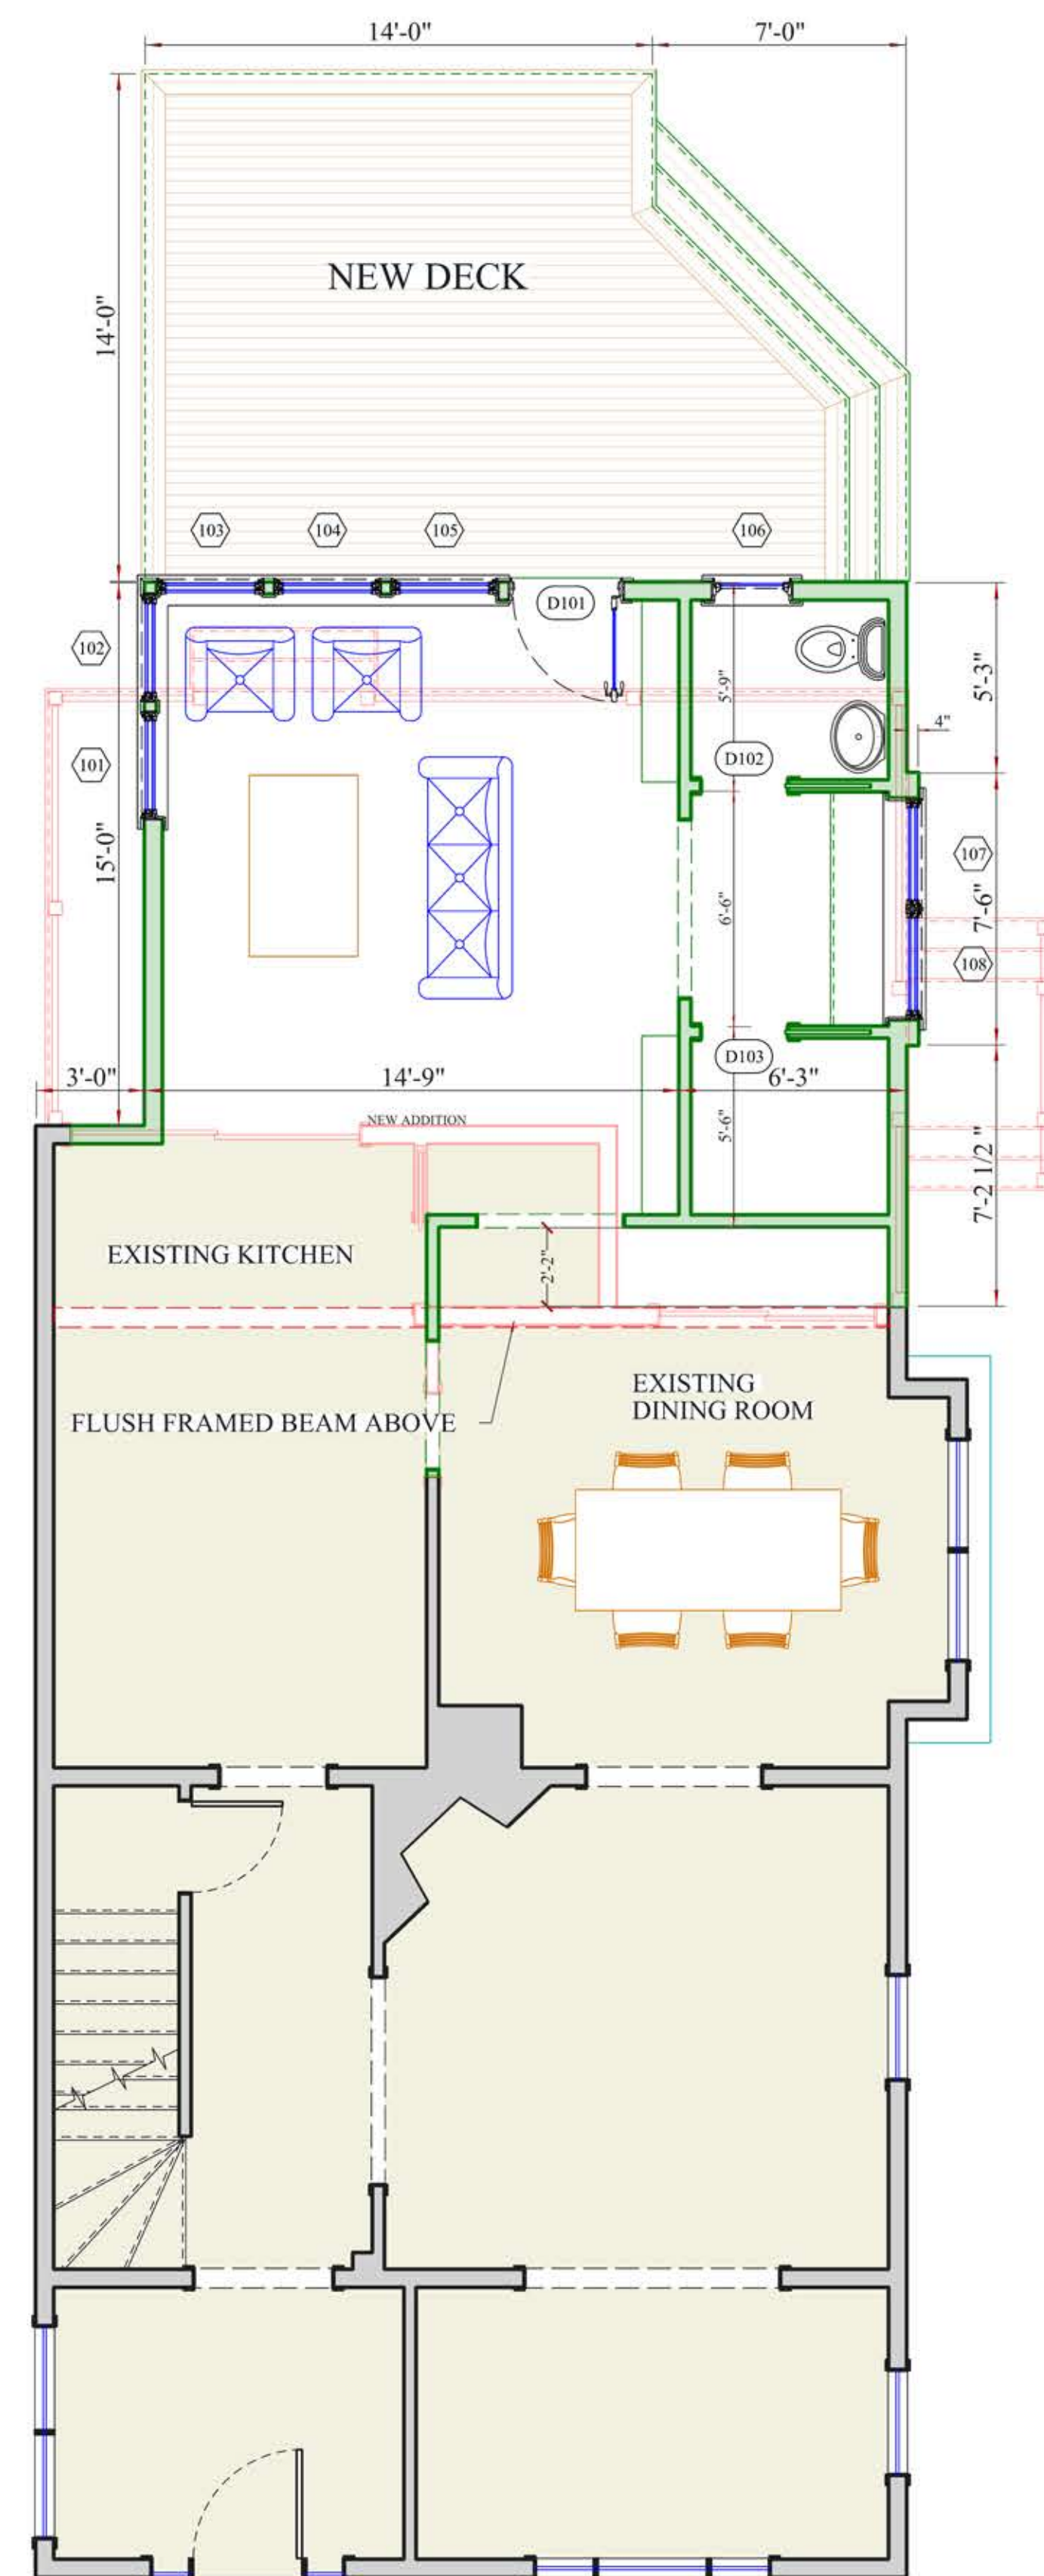 14'-0"
7'-0"
14'-0"
NEW DECK
103
104
105
106
D101
102
5'-9"
5'-3"
4"
101
D102
15'-0"
107
6'-6"
7'-6"
108
D103
3'-0"
14'-9"
6'-3"
NEW ADDITION
5'-6"
7'-2 1/2 "
EXISTING KITCHEN
2'-2"
EXISTING
DINING ROOM
FLUSH FRAMED BEAM ABOVE